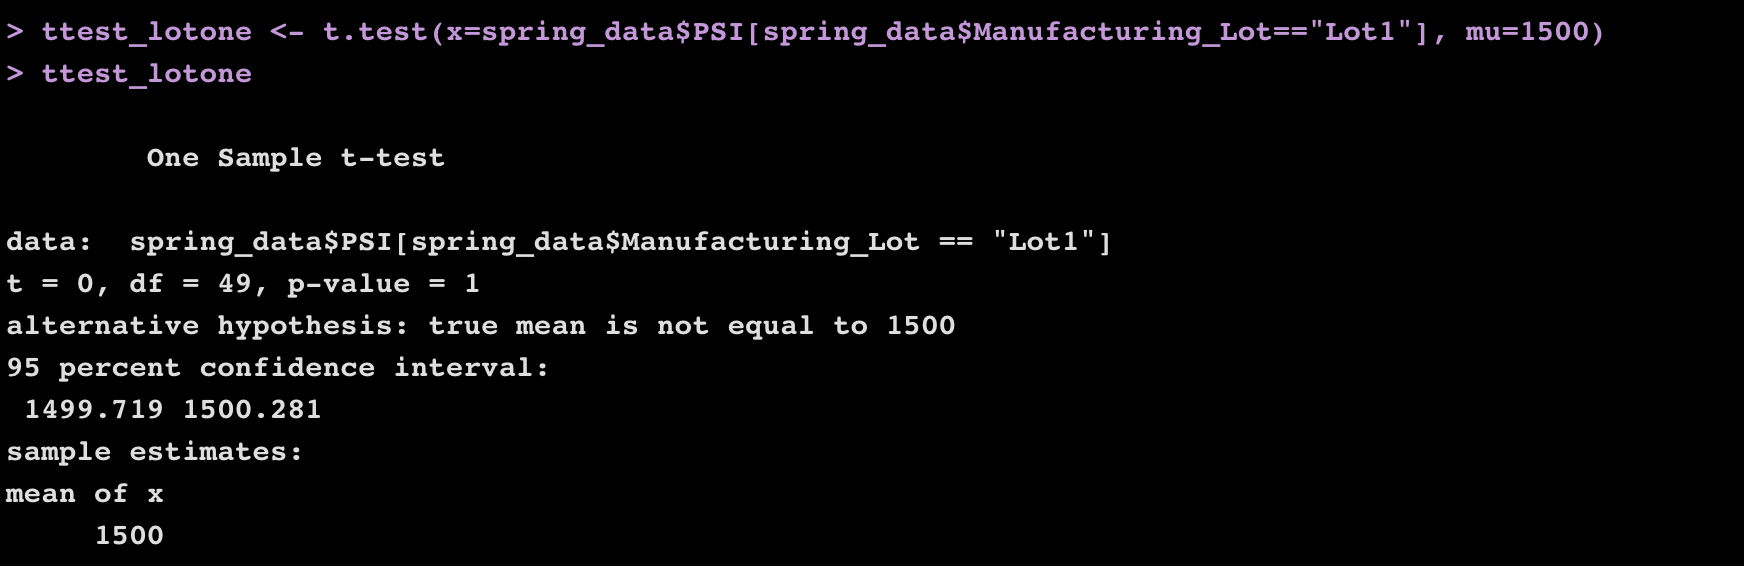 > ttest_lotone <- t.test(x=spring_data$PSI[spring_data$Manufacturing_Lot=="Lot1"], mu=1500)
> ttest_lotone
One Sample t-test
data:  spring_data$PSI[spring_data$Manufacturing_Lot == "Lot1"]
t = 0, df = 49, p-value = 1
alternative hypothesis: true mean is not equal to 1500
95 percent confidence interval:
1499.719 1500.281
sample estimates:
mean of x
1500